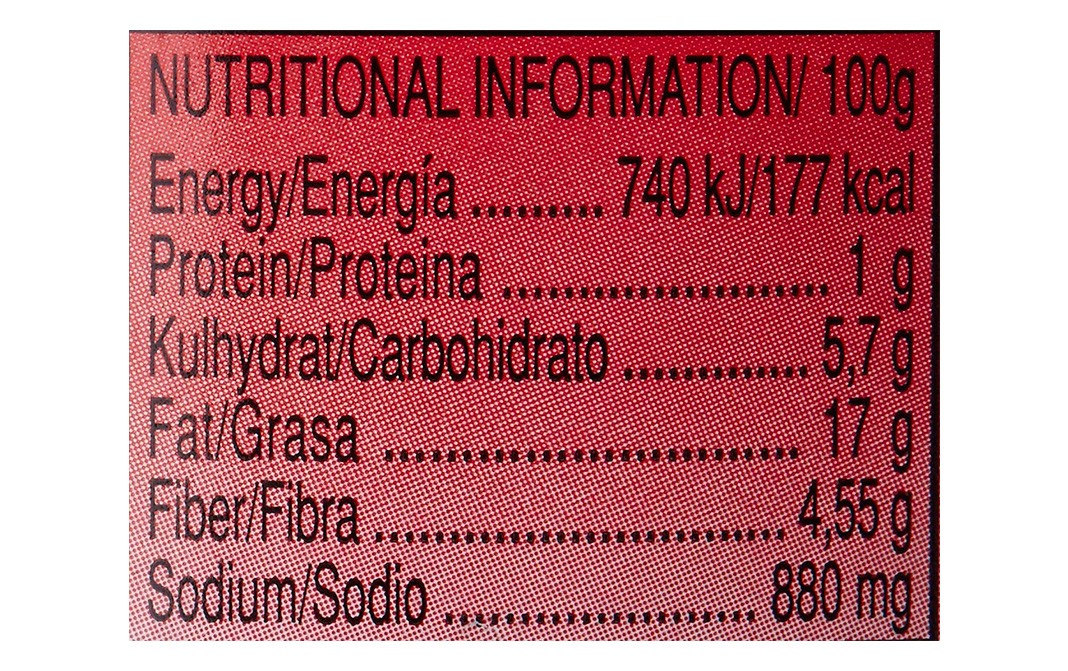 NUTRITIONAL INFORMATION/ 100g
Energy/Energía .......... 740 kJ/177 kcal
Protein/Proteina ........................ 1 g
Kulhydrat/Carbohidrato .............. 5,7 g
Fat/Grasa .............................. 17 g
Fiber/Fibra .............................. 4,55 g
Sodium/Sodio ...................... 880 mg